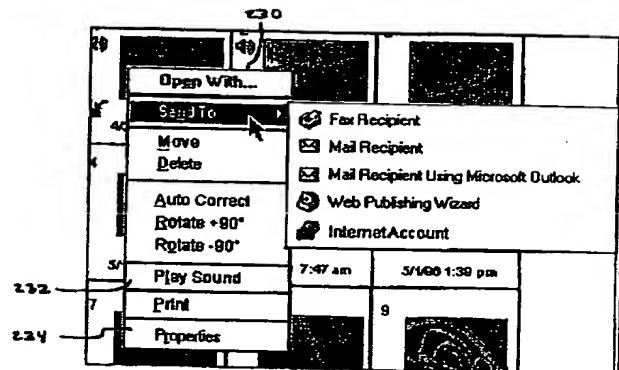 230
Open With...
Send To
Fax Recipient
Mail Recipient
Mail Recipient Using Microsoft Outlook
Web Publishing Wizard
Internet Account
Move
Delete
Auto Correct
Rotate +90°
Rotate -90°
Play Sound
7:47 am
5/1/98 1:39 pm
232
Print
7
9
234
Properties